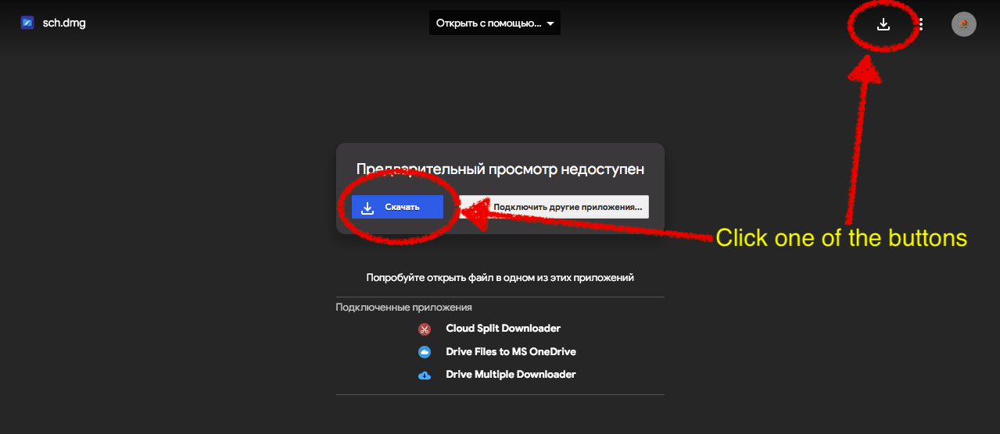 sch.dmg
Открыть с помощью...
Предварительный просмотр недоступен
Скачать
Подключить другие приложения...
Click one of the buttons
Попробуйте открыть файл в одном из этих приложений
Подключенные приложения
Cloud Split Downloader
Drive Files to MS OneDrive
Drive Multiple Downloader